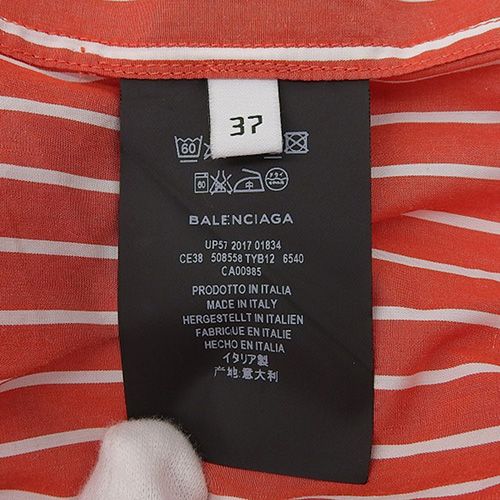 37
60
60
BALENCIAGA
UP57 2017 01834
CE38 508558 TYB12 6540
CA00985
PRODOTTO IN ITALIA
MADE IN ITALY
HERGESTELLT IN ITALIEN
FABRIQUE EN ITALIE
HECHO EN ITALIA
イタリア製
产地:意大利